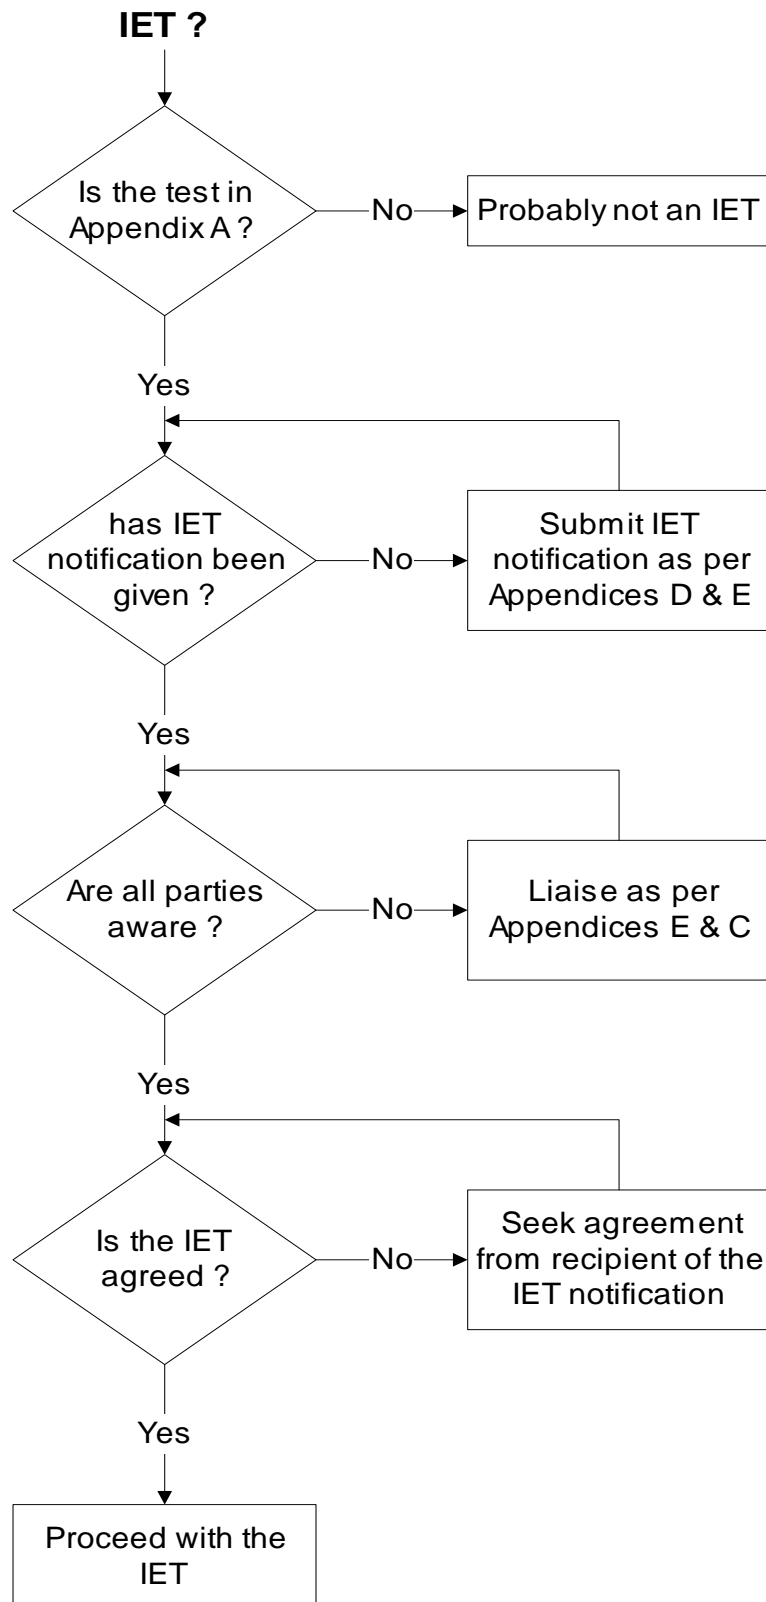 IET ?
Is the test in
Appendix A ?
No
Probably not an IET
Yes
has IET
notification been
given ?
No
Submit IET
notification as per
Appendices D & E
Yes
Are all parties
aware ?
No
Liaise as per
Appendices E & C
Yes
Is the IET
agreed ?
No
Seek agreement
from recipient of the
IET notification
Yes
Proceed with the
IET